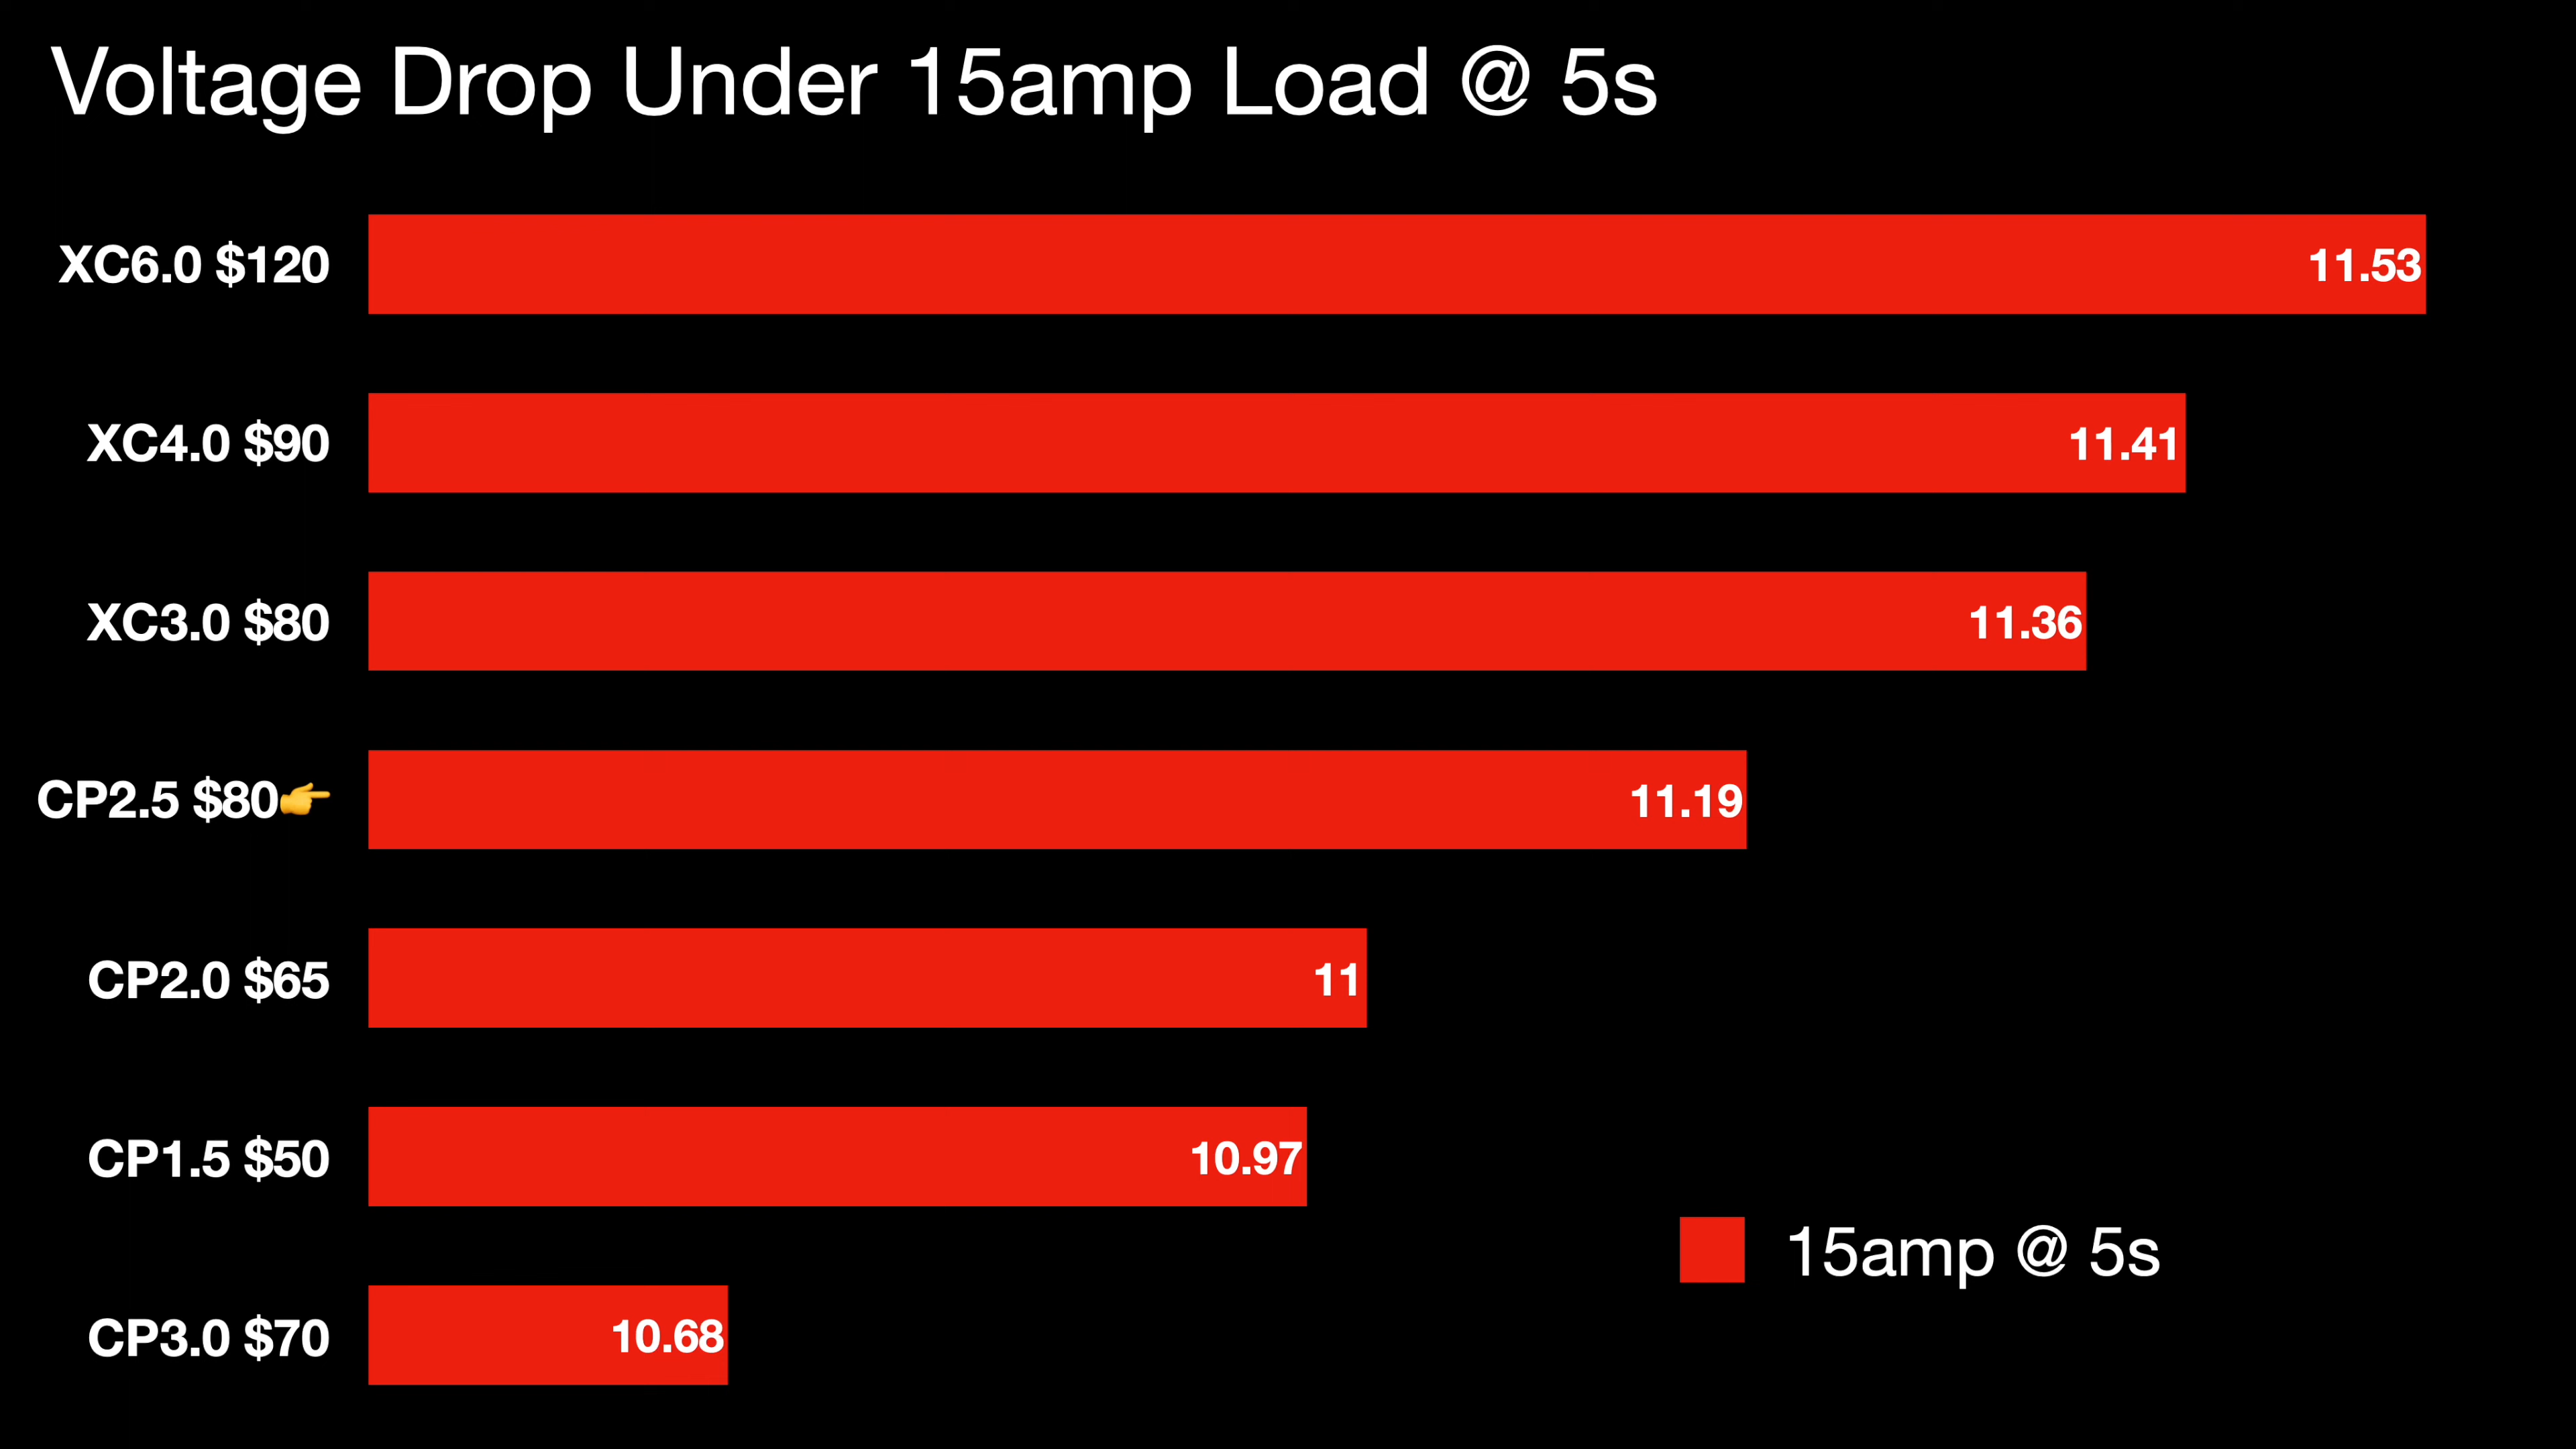 Voltage Drop Under 15amp Load @ 5s
XC6.0 $120
11.53
XC4.0 $90
11.41
XC3.0 $80
11.36
CP2.5 $80👉
11.19
CP2.0 $65
11
CP1.5 $50
10.97
15amp @ 5s
CP3.0 $70
10.68